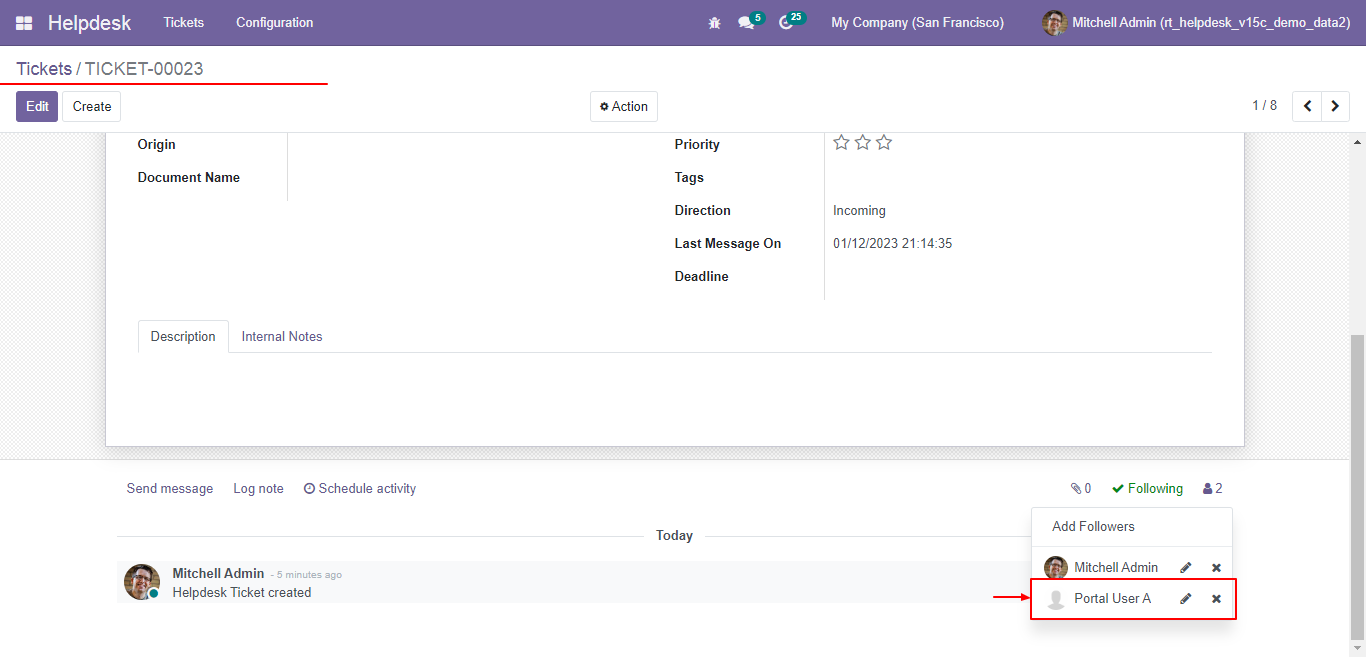 Helpdesk Tickets Configuration 5 25 My Company (San Francisco) Mitchell Admin (rt_helpdesk_v15c_demo_data2)
Tickets / TICKET-00023
Edit Create Action 1 / 8
Origin Priority
Document Name Tags
Direction Incoming
Last Message On 01/12/2023 21:14:35
Deadline
Description Internal Notes
Send message Log note Schedule activity 0 Following 2
Add Followers
Today
Mitchell Admin
Portal User A
Mitchell Admin - 5 minutes ago
Helpdesk Ticket created